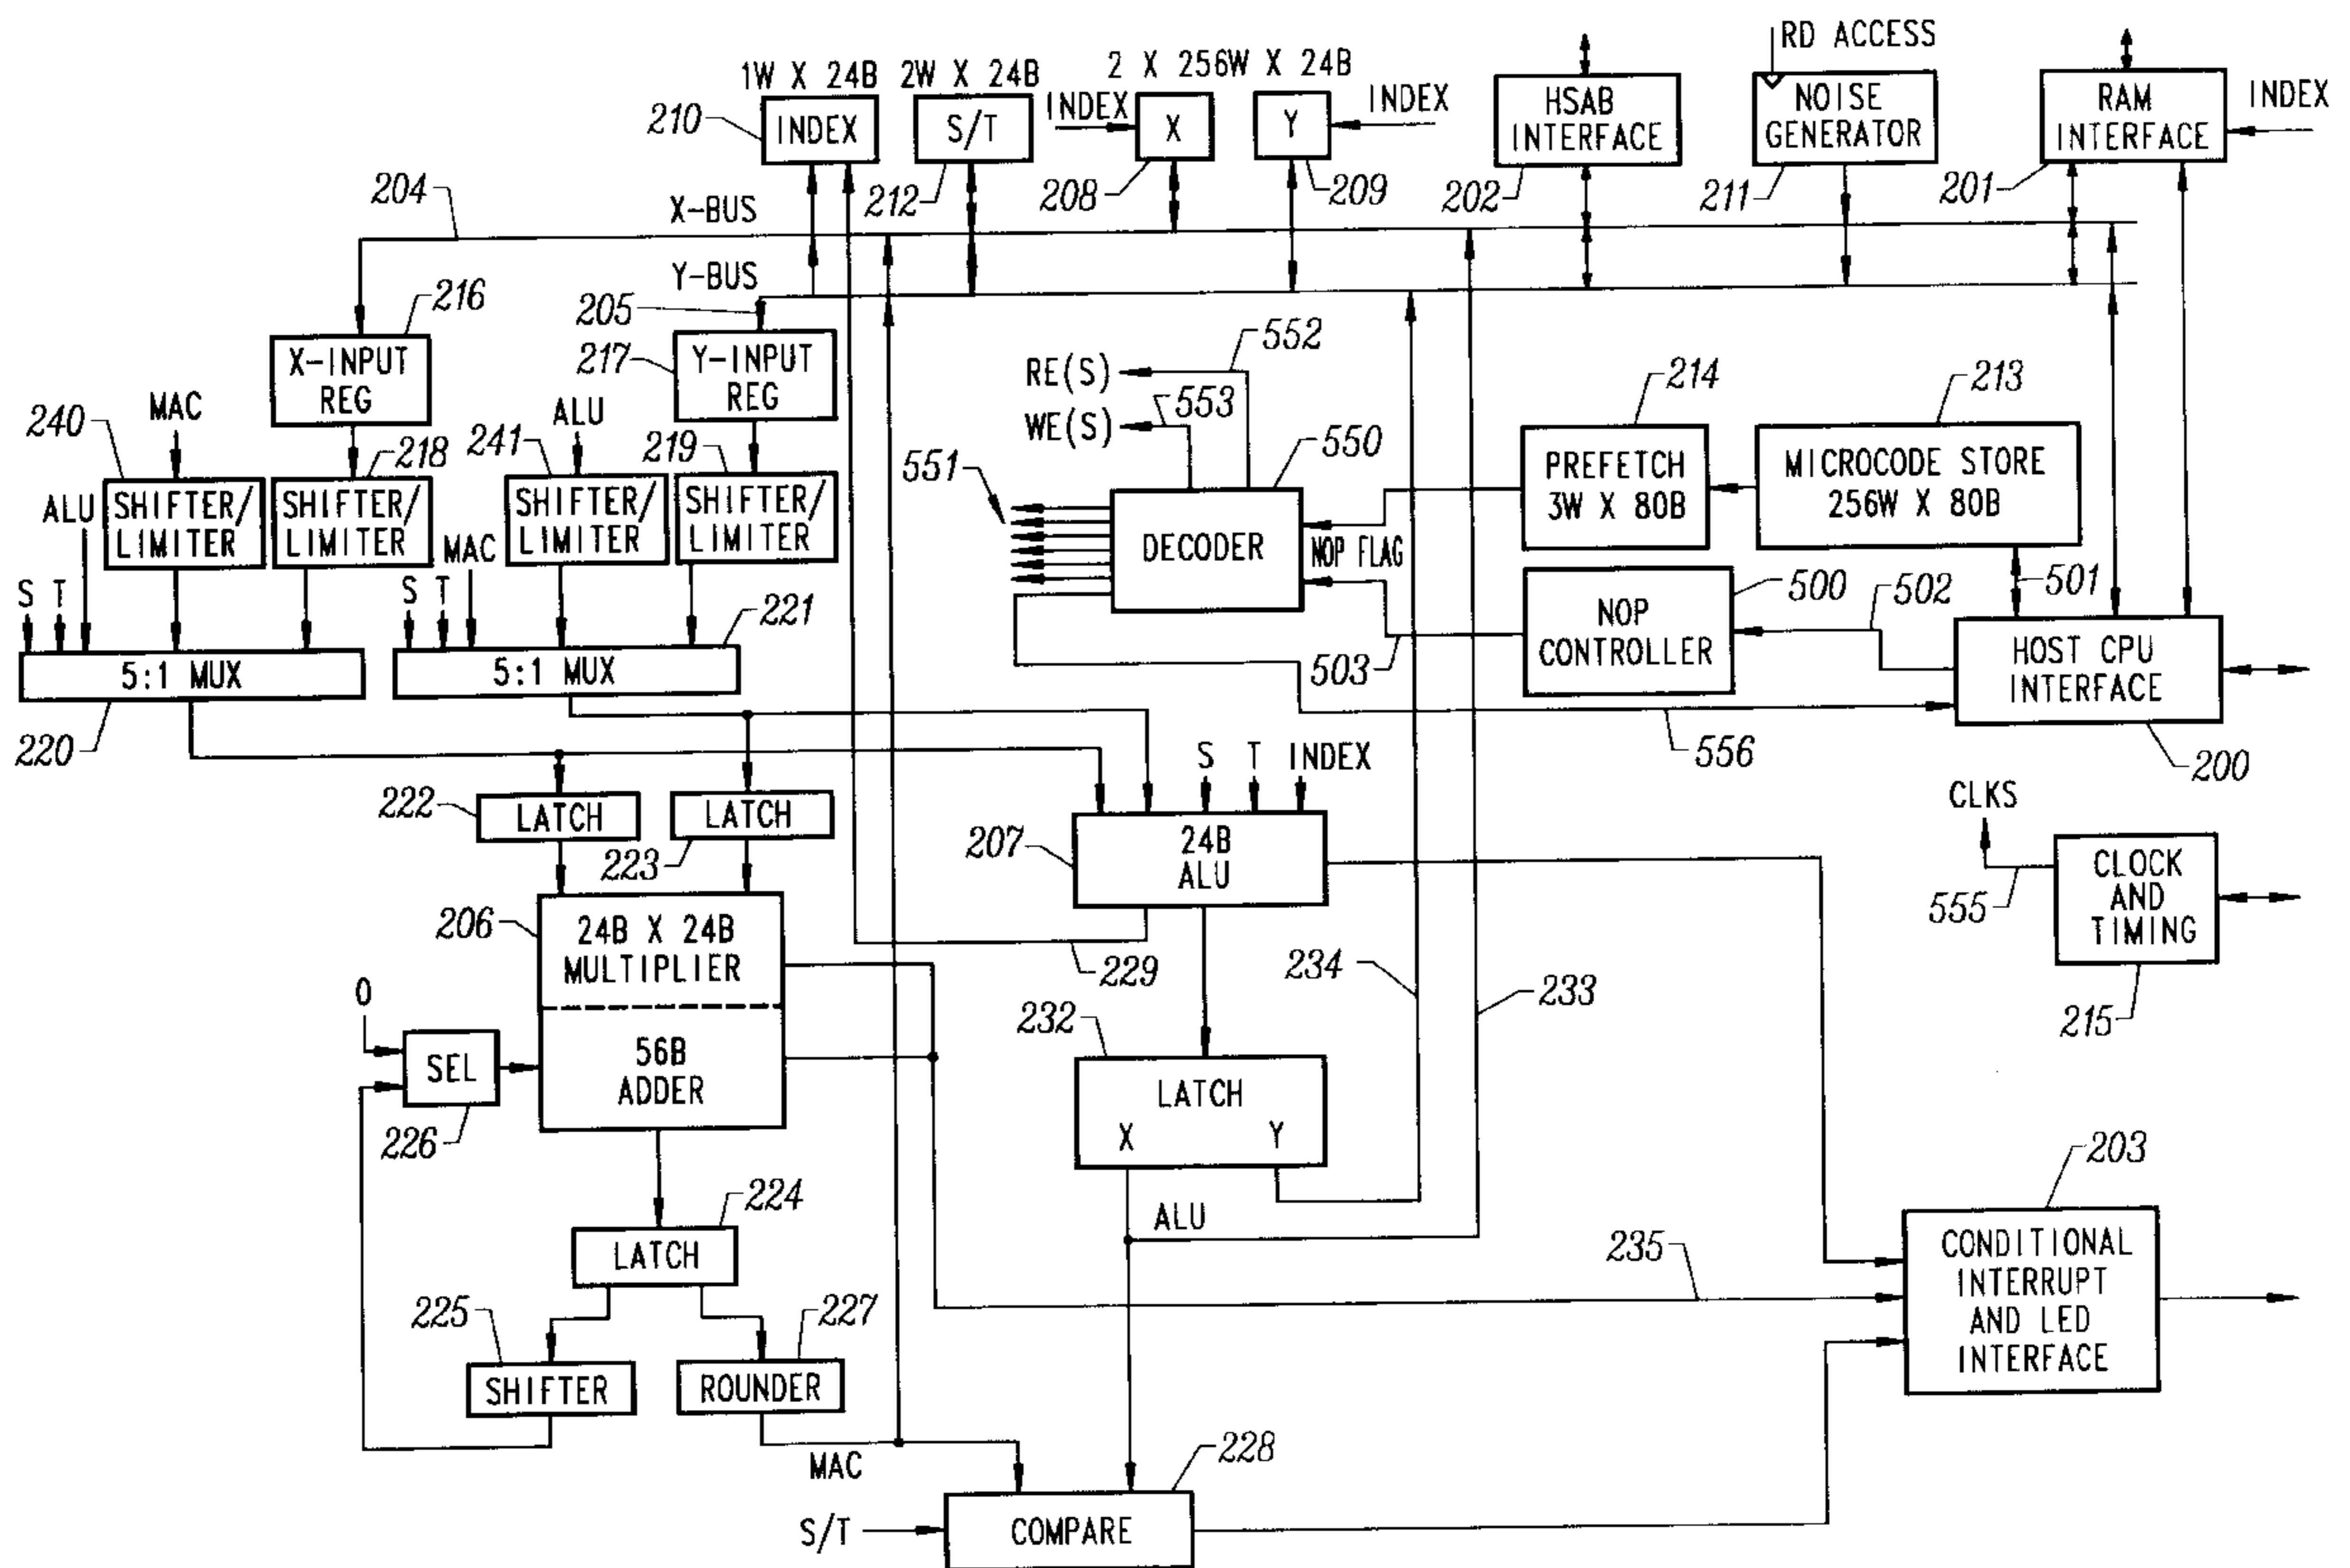 RD ACCESS
1W X 24B
2W X 24B
2 X 256W X 24B
210
INDEX
S/T
INDEX
X
Y
INDEX
HSAB
INTERFACE
NOISE
GENERATOR
RAM
INTERFACE
INDEX
204
X-BUS
212
208
209
202
211
201
Y-BUS
216
205
X-INPUT
REG
217
Y-INPUT
REG
RE(S)
552
WE(S)
553
214
213
240
MAC
218
241
ALU
219
551
550
PREFETCH
3W X 80B
MICROCODE STORE
256W X 80B
ALU
SHIFTER/
LIMITER
SHIFTER/
LIMITER
MAC
SHIFTER/
LIMITER
SHIFTER/
LIMITER
DECODER
NOP FLAG
S
T
S
T
221
500
501
502
5:1 MUX
5:1 MUX
503
NOP
CONTROLLER
HOST CPU
INTERFACE
220
S
T
INDEX
556
200
222
LATCH
LATCH
223
207
24B
ALU
CLKS
555
CLOCK
AND
TIMING
215
206
24B X 24B
MULTIPLIER
229
234
233
0
SEL
226
56B
ADDER
232
LATCH
X
Y
203
224
LATCH
ALU
235
CONDITIONAL
INTERRUPT
AND LED
INTERFACE
225
SHIFTER
227
ROUNDER
MAC
228
S/T
COMPARE